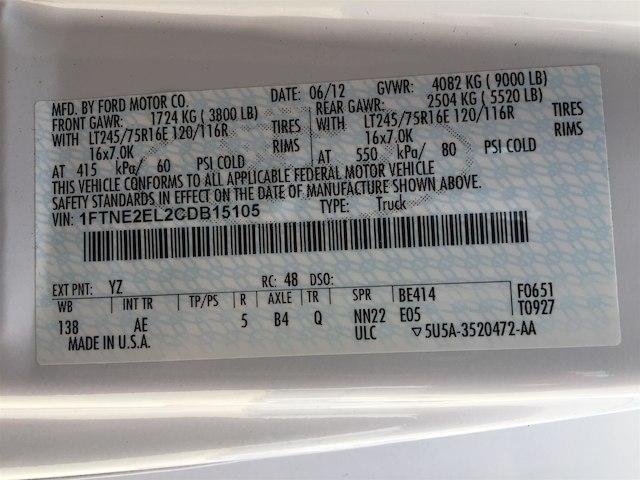 MFD. BY FORD MOTOR CO. DATE: 06/12 GVWR: 4082 KG ( 9000 LB)
FRONT GAWR: 1724 KG ( 3800 LB) REAR GAWR: 2504 KG ( 5520 LB)
WITH LT245/75R16E 120/116R TIRES WITH LT245/75R16E 120/116R TIRES
16x7.0K RIMS 16x7.0K RIMS
AT 415 kPa/ 60 PSI COLD AT 550 kPa/ 80 PSI COLD
THIS VEHICLE CONFORMS TO ALL APPLICABLE FEDERAL MOTOR VEHICLE
SAFETY STANDARDS IN EFFECT ON THE DATE OF MANUFACTURE SHOWN ABOVE.
VIN: 1FTNE2EL2CDB15105 TYPE: Truck
EXT PNT: YZ RC: 48 DSO:
WB INT TR TP/PS R AXLE TR SPR BE414 F0651
138 AE 5 B4 Q NN22 E05 T0927
MADE IN U.S.A. ULC ▽5U5A-3520472-AA